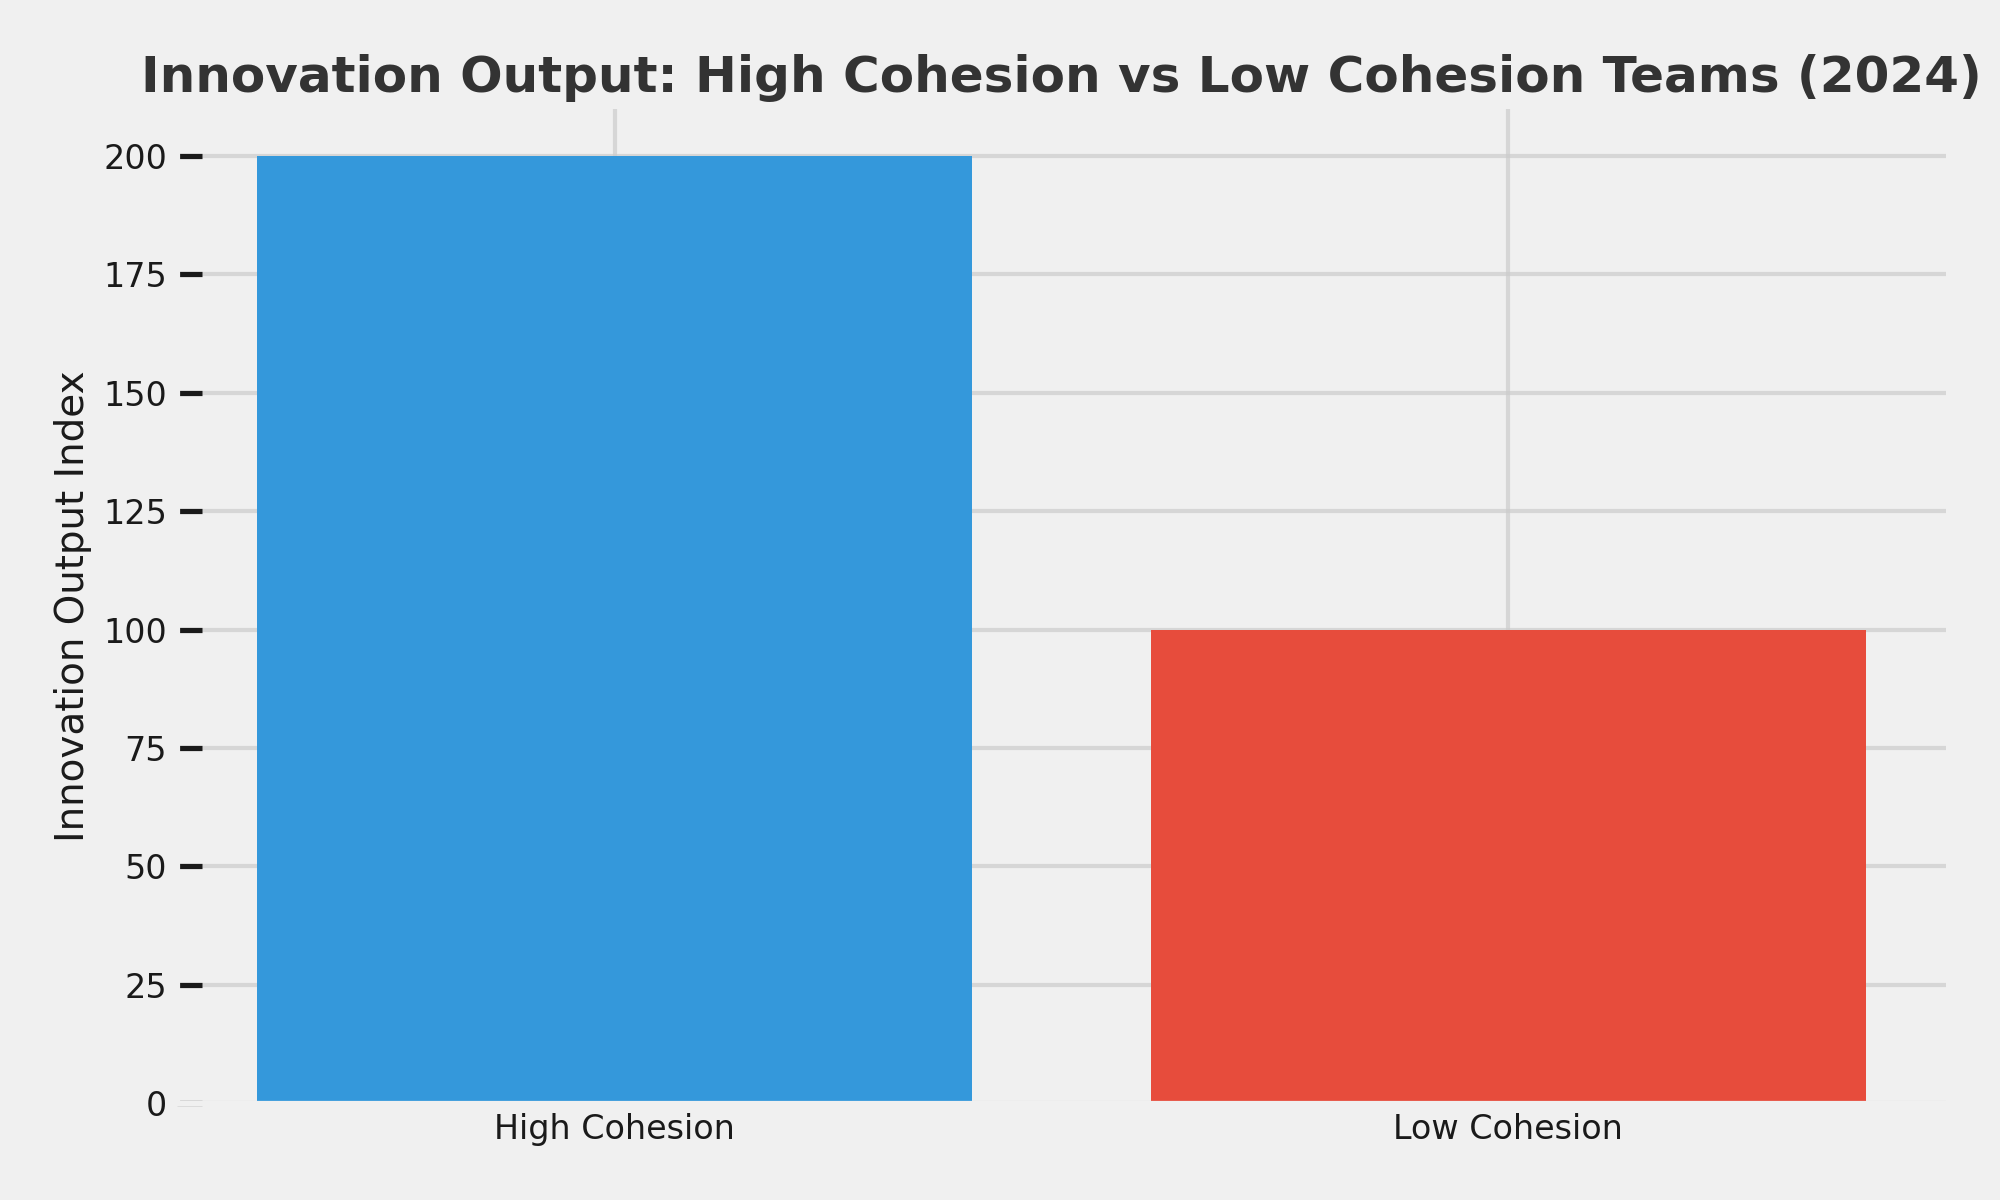 Innovation Output: High Cohesion vs Low Cohesion Teams (2024)
Innovation Output Index
200
175
150
125
100
75
50
25
0
High Cohesion
Low Cohesion